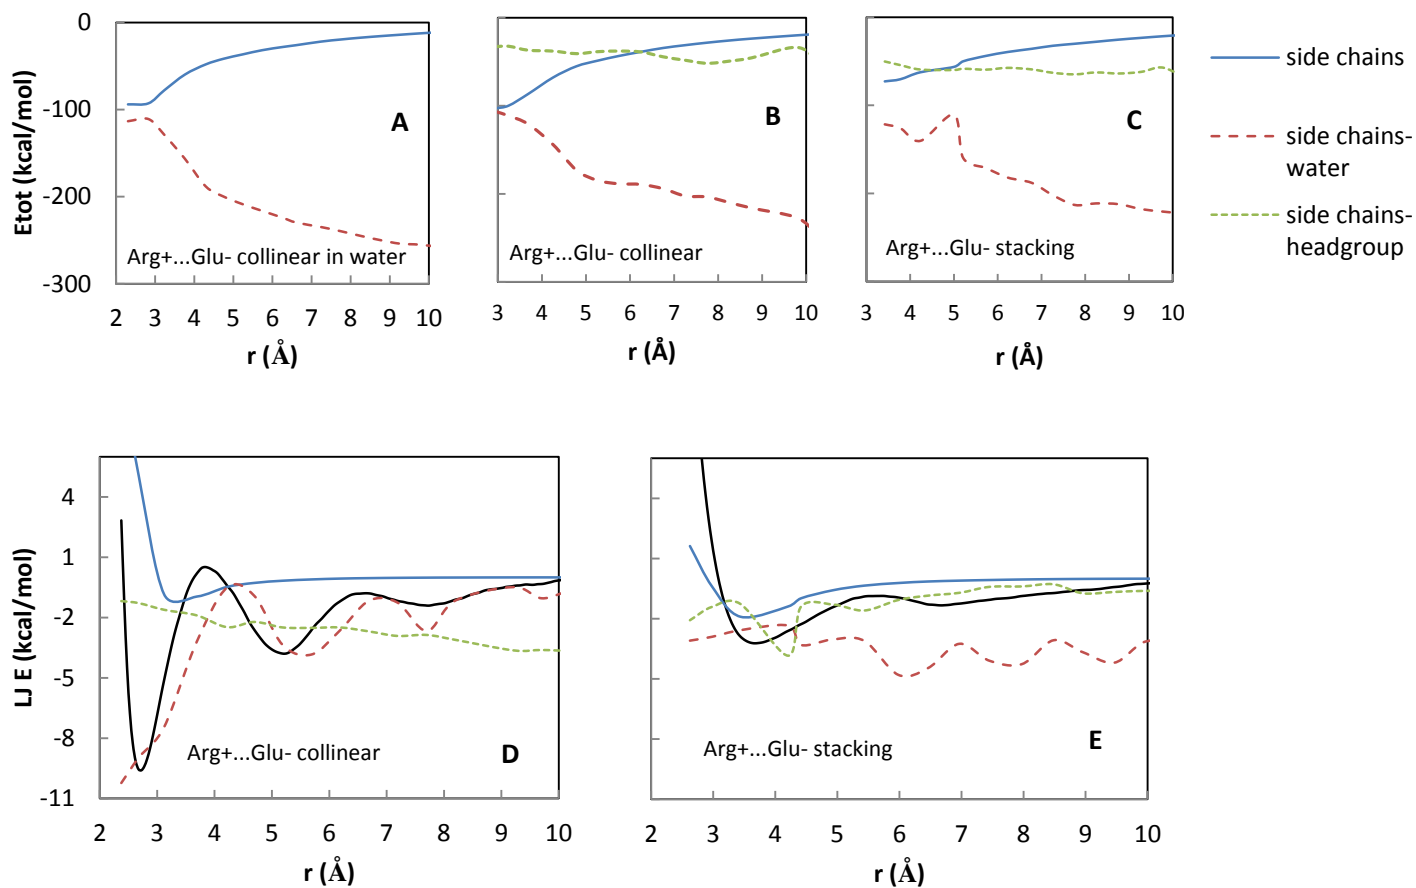 0
-100
-200
-300
Etot (kcal/mol)
A
Arg+...Glu- collinear in water
2 3 4 5 6 7 8 9 10
r (Å)
B
Arg+...Glu- collinear
3 4 5 6 7 8 9 10
r (Å)
C
Arg+...Glu- stacking
3 4 5 6 7 8 9 10
r (Å)
side chains
side chains-
water
side chains-
headgroup
4
1
-2
-5
-8
-11
LJ E (kcal/mol)
Arg+...Glu- collinear
D
2 3 4 5 6 7 8 9 10
r (Å)
Arg+...Glu- stacking
E
2 3 4 5 6 7 8 9 10
r (Å)